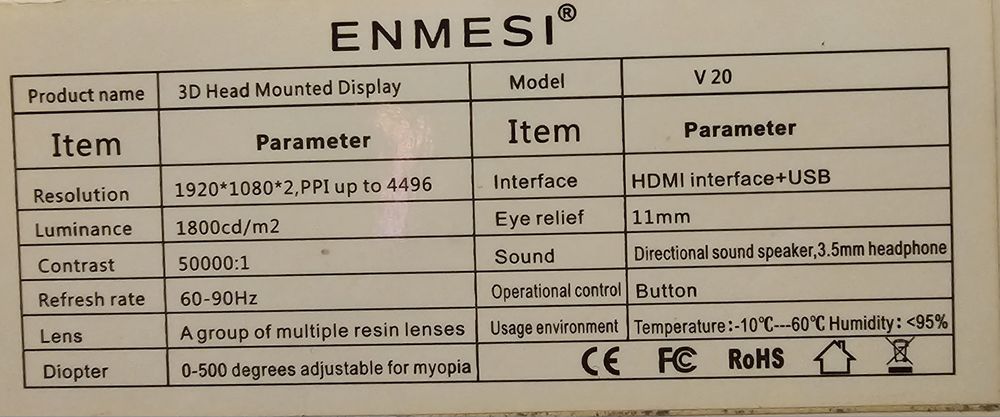 ENMESI®
Product name 3D Head Mounted Display Model V 20
Item Parameter Item Parameter
Resolution 1920*1080*2,PPI up to 4496 Interface HDMI interface+USB
Luminance 1800cd/m2 Eye relief 11mm
Contrast 50000:1 Sound Directional sound speaker,3.5mm headphone
Refresh rate 60-90Hz Operational control Button
Lens A group of multiple resin lenses Usage environment Temperature:-10℃---60℃ Humidity: <95%
Diopter 0-500 degrees adjustable for myopia CE FC RoHS